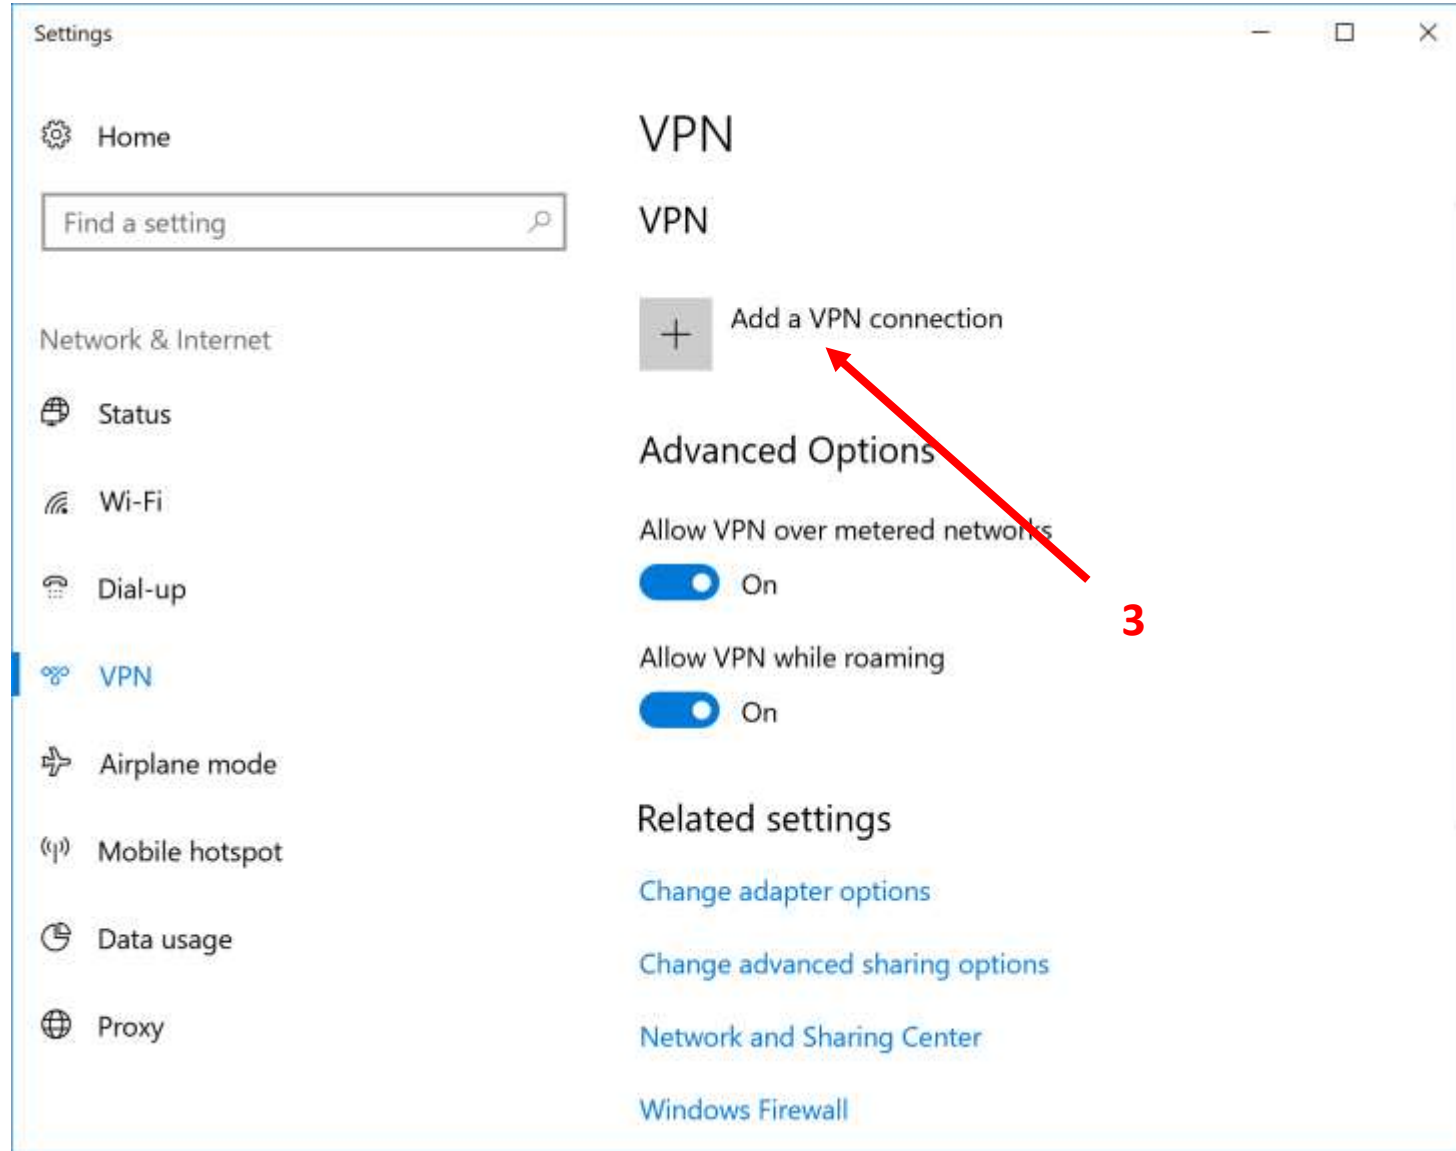 Settings
Home
Find a setting
Network & Internet
Status
Wi-Fi
Dial-up
VPN
Airplane mode
Mobile hotspot
Data usage
Proxy
VPN
VPN
Add a VPN connection
Advanced Options
Allow VPN over metered networks
On
3
Allow VPN while roaming
On
Related settings
Change adapter options
Change advanced sharing options
Network and Sharing Center
Windows Firewall